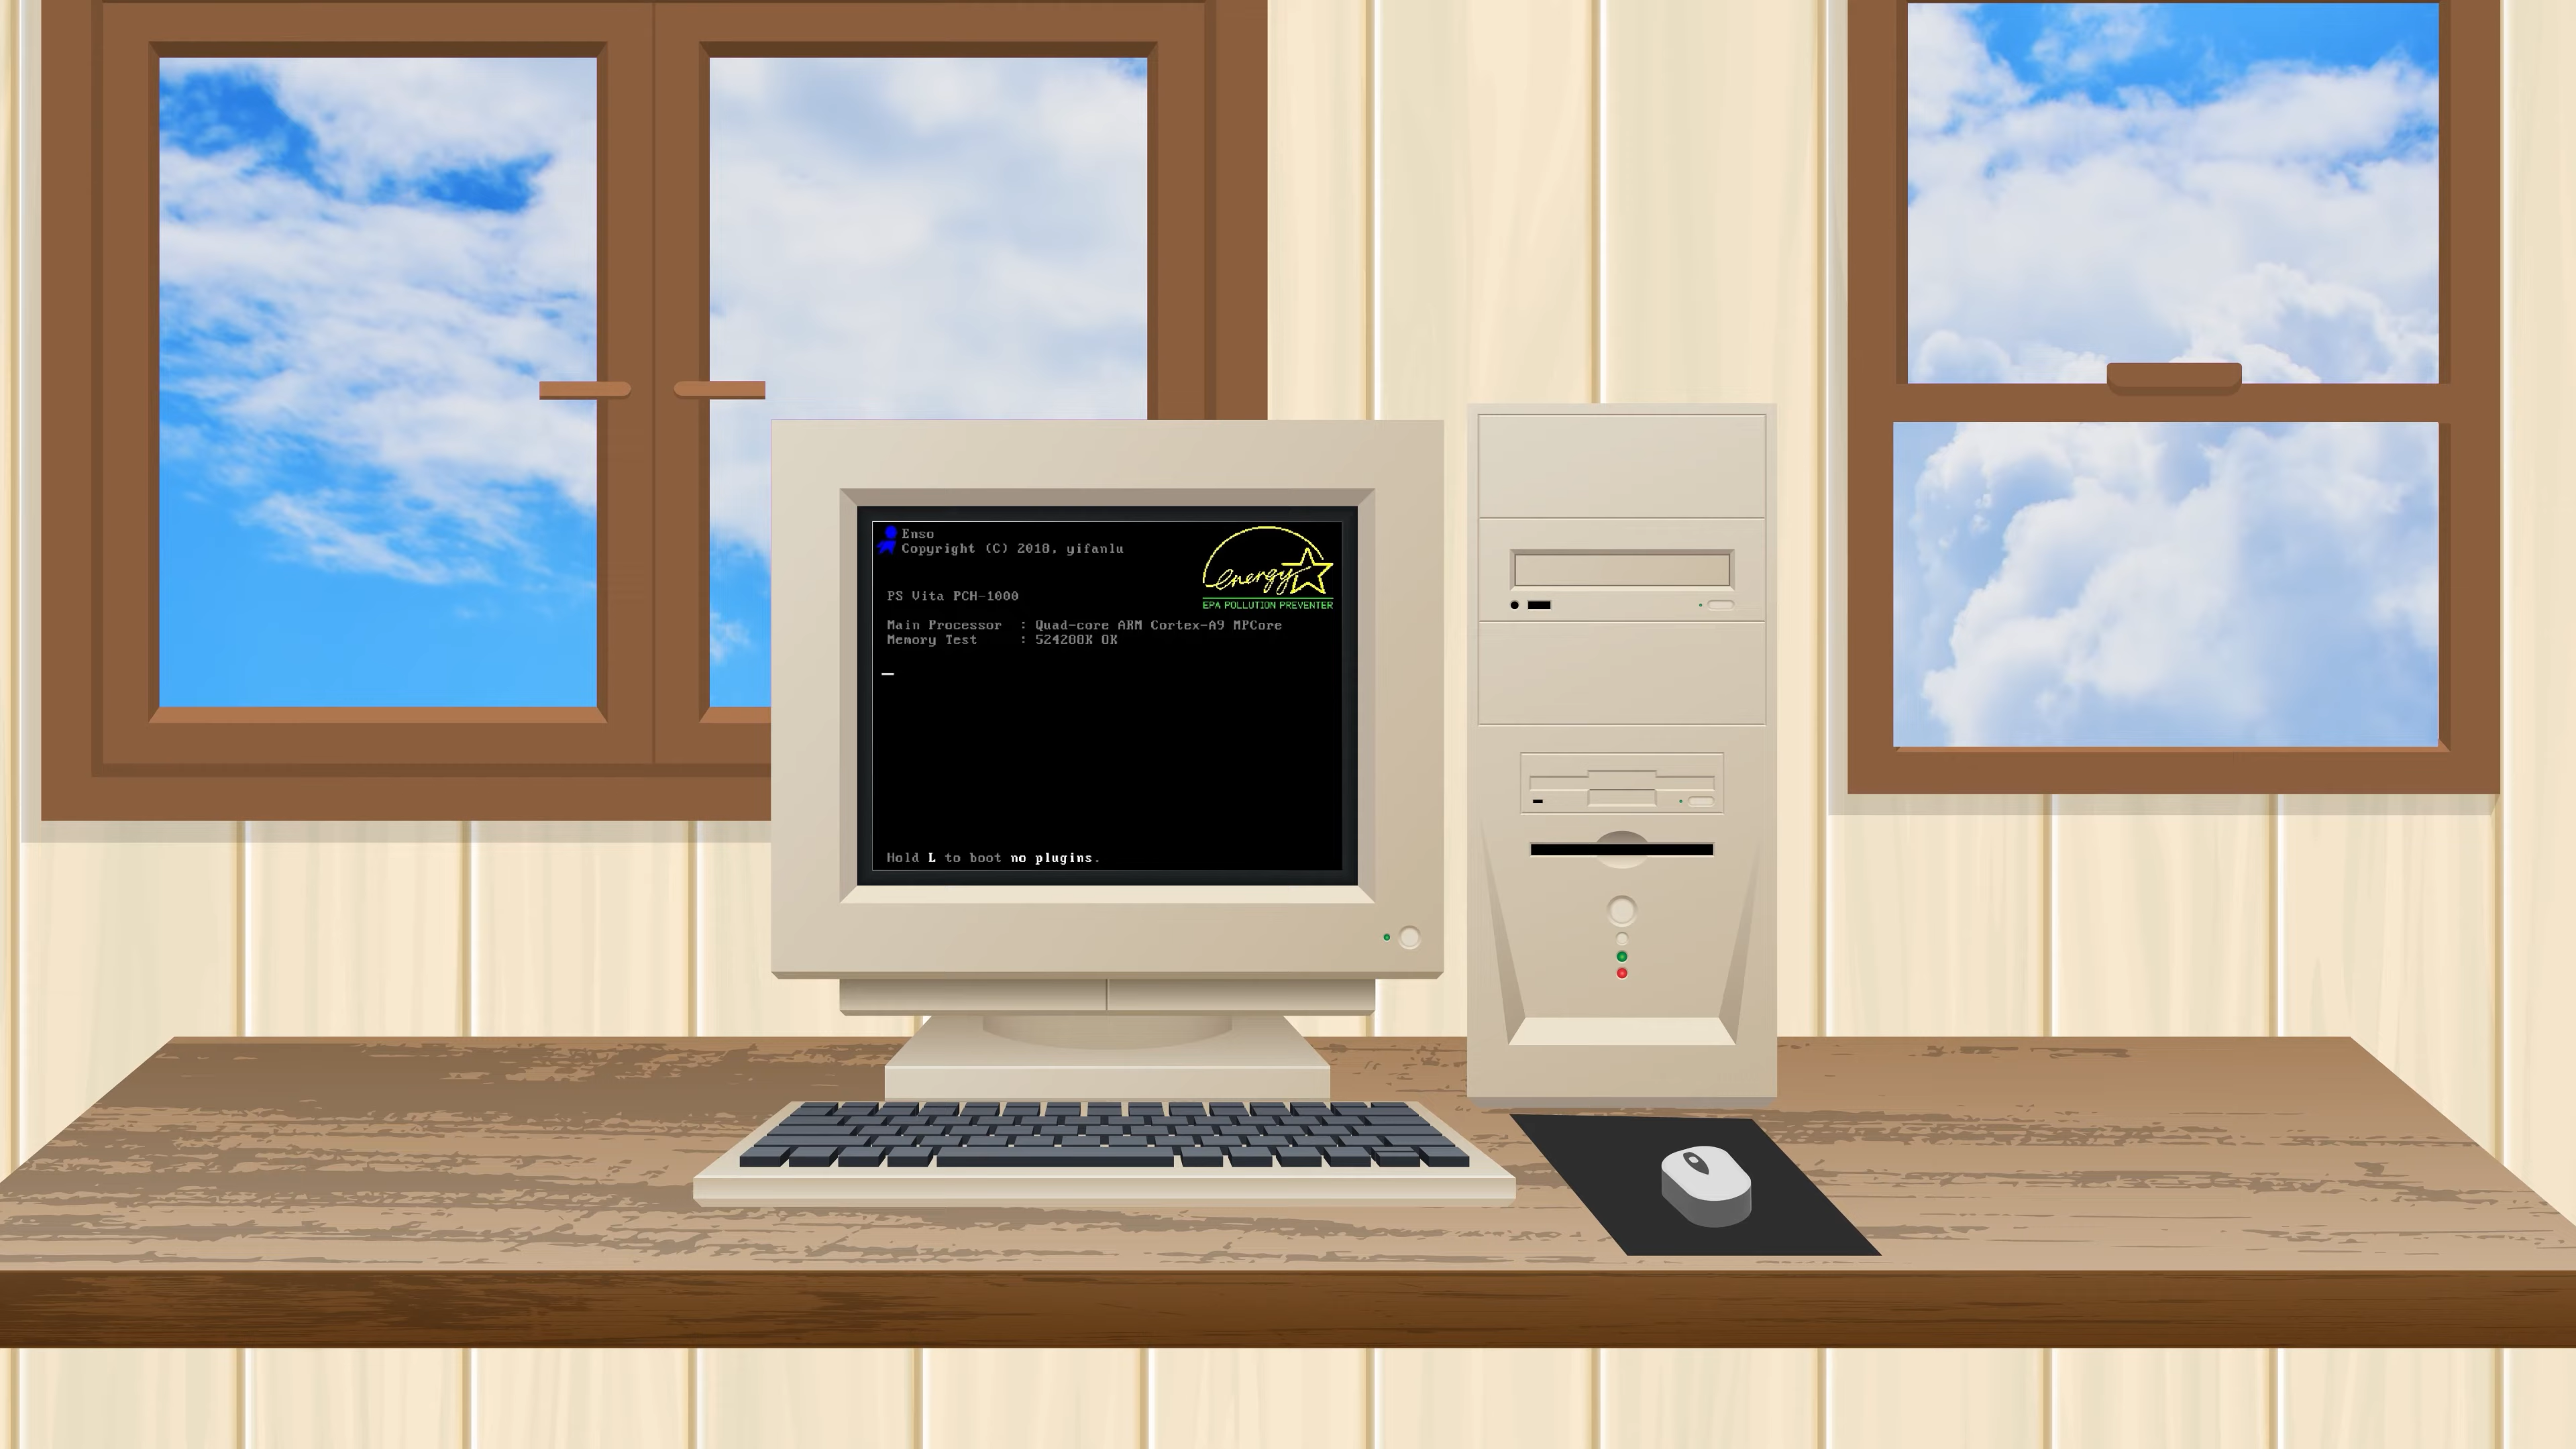 Enso
Copyright (C) 2018, yifanlu
energy
EPA POLLUTION PREVENTER
PS Vita PCH-1000
Main Processor : Quad-core ARM Cortex-A9 MPCore
Memory Test : 524288K OK
Hold L to boot no plugins.